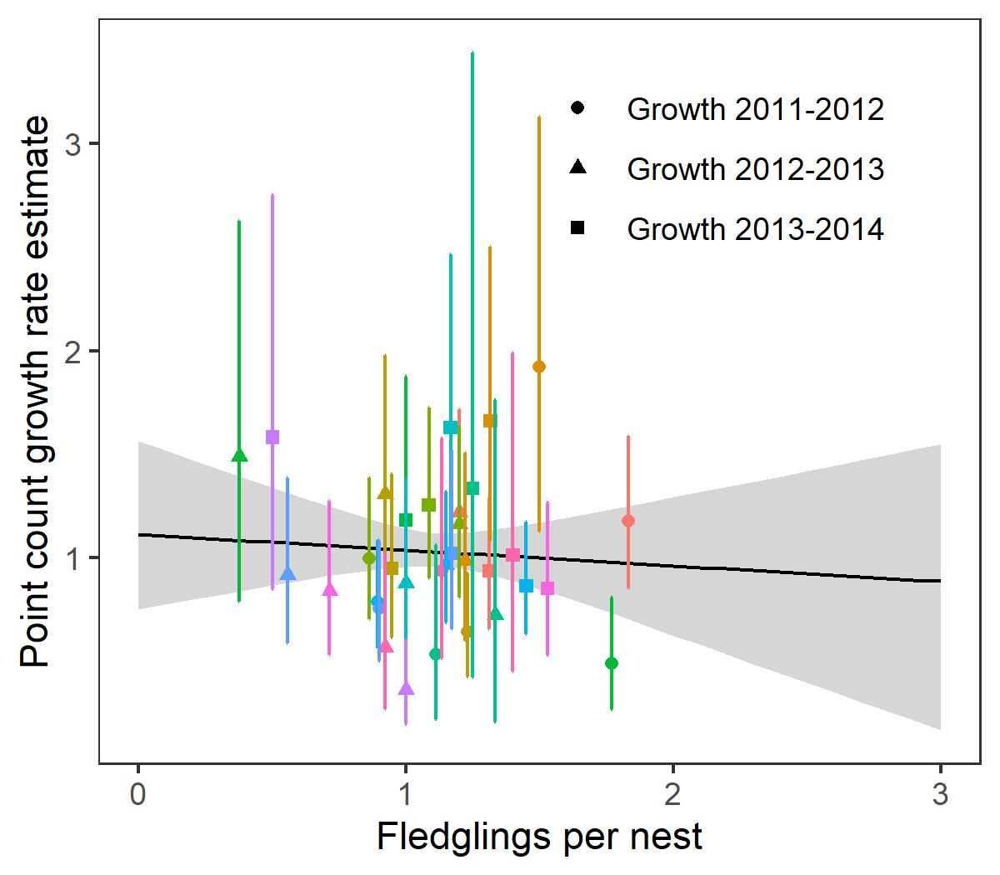 Point count growth rate estimate
3
2
1
Growth 2011-2012
Growth 2012-2013
Growth 2013-2014
0 1 2 3
Fledglings per nest